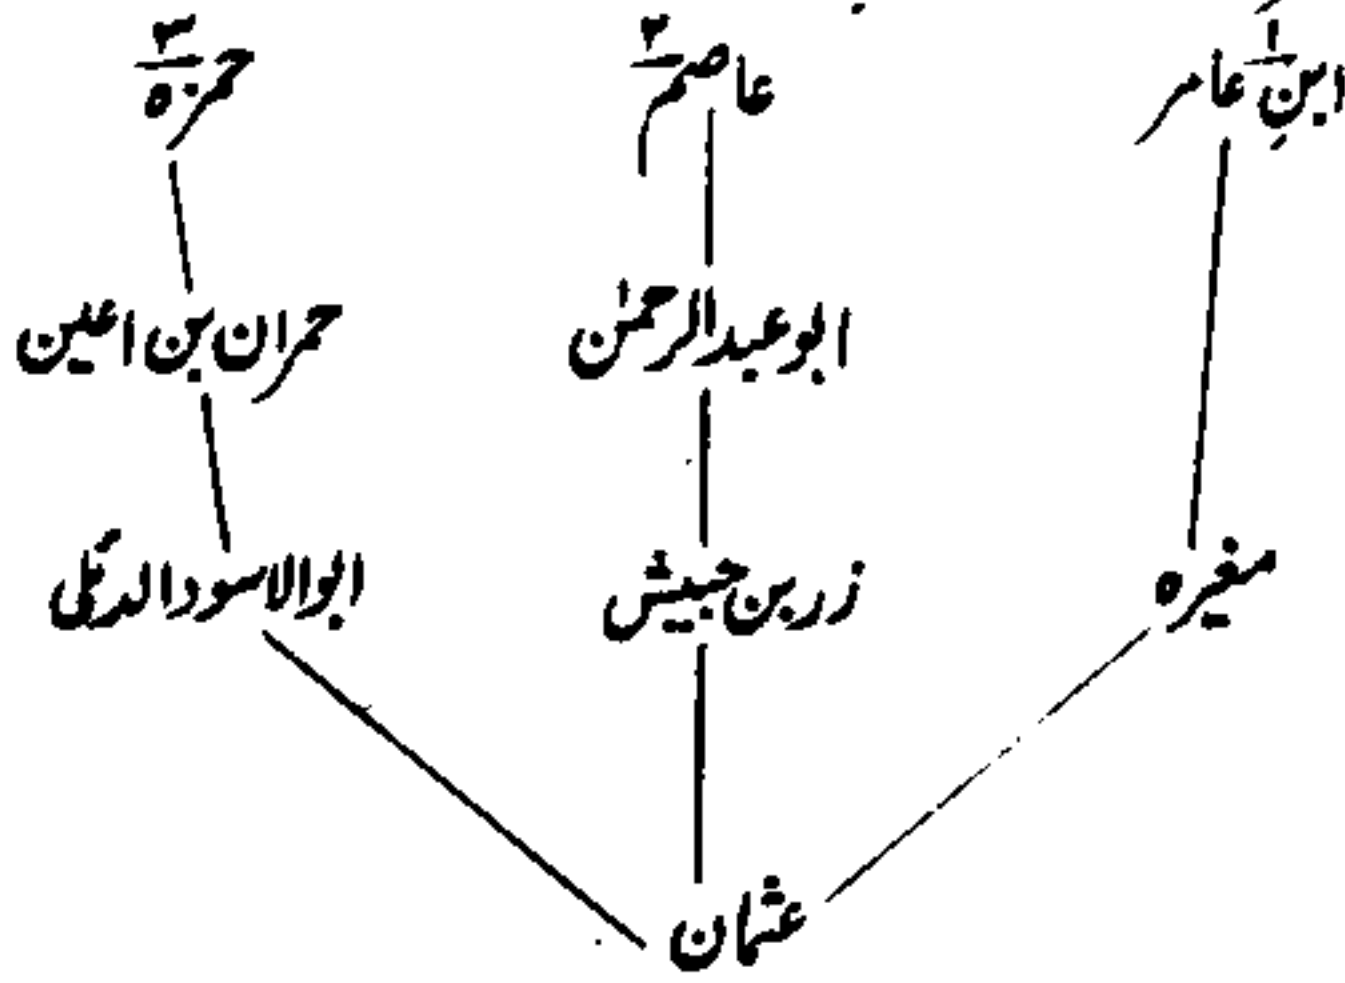 ابنِ عامر ۱ عاصم ۲ حمزہ ۳
ابو عبدالرحمٰن حمران بن اعین
مغیرہ زر بن حبیش ابوالاسود الدئلی
عثمان